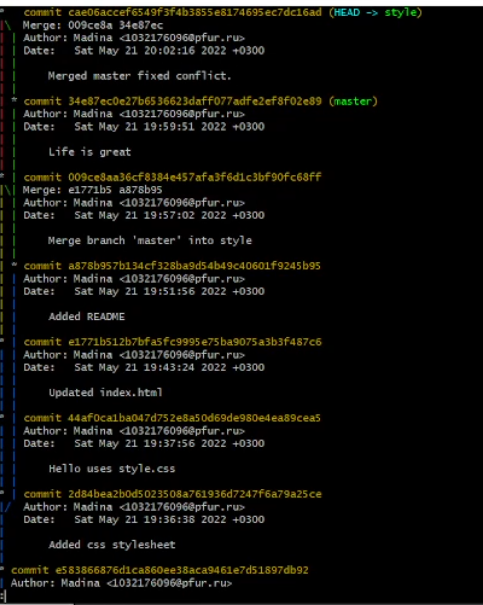 * commit cae06accef6549f3f4b3855e8174695ec7dc16ad (HEAD -> style)
|\ Merge: 009ce8a 34e87ec
| | Author: Madina <1032176096@pfur.ru>
| | Date: Sat May 21 20:02:16 2022 +0300
| |
| | Merged master fixed conflict.
| |
| * commit 34e87ec0e27b6536623daff077adfe2ef8f02e89 (master)
| | Author: Madina <1032176096@pfur.ru>
| | Date: Sat May 21 19:59:51 2022 +0300
| |
| | Life is great
| |
* | commit 009ce8aa36cf8384e457afa3f6d1c3bf90fc68ff
|\| Merge: e1771b5 a878b95
| | Author: Madina <1032176096@pfur.ru>
| | Date: Sat May 21 19:57:02 2022 +0300
| |
| | Merge branch 'master' into style
| |
| * commit a878b957b134cf328ba9d54b49c40601f9245b95
| | Author: Madina <1032176096@pfur.ru>
| | Date: Sat May 21 19:51:56 2022 +0300
| |
| | Added README
| |
* | commit e1771b512b7bfa5fc9995e75ba9075a3b3f487c6
| | Author: Madina <1032176096@pfur.ru>
| | Date: Sat May 21 19:43:24 2022 +0300
| |
| | Updated index.html
| |
* | commit 44af0ca1ba047d752e8a50d69de980e4ea89cea5
| | Author: Madina <1032176096@pfur.ru>
| | Date: Sat May 21 19:37:56 2022 +0300
| |
| | Hello uses style.css
| |
* | commit 2d84bea2b0d5023508a761936d7247f6a79a25ce
|/ Author: Madina <1032176096@pfur.ru>
| Date: Sat May 21 19:36:38 2022 +0300
|
| Added css stylesheet
|
* commit e583866876d1ca860ee38aca9461e7d51897db92
| Author: Madina <1032176096@pfur.ru>
: